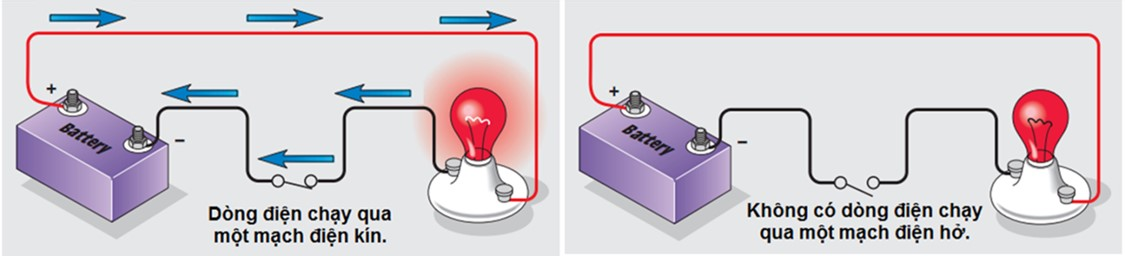 +
Battery
−
Dòng điện chạy qua
một mạch điện kín.
+
Battery
−
Không có dòng điện chạy
qua một mạch điện hở.